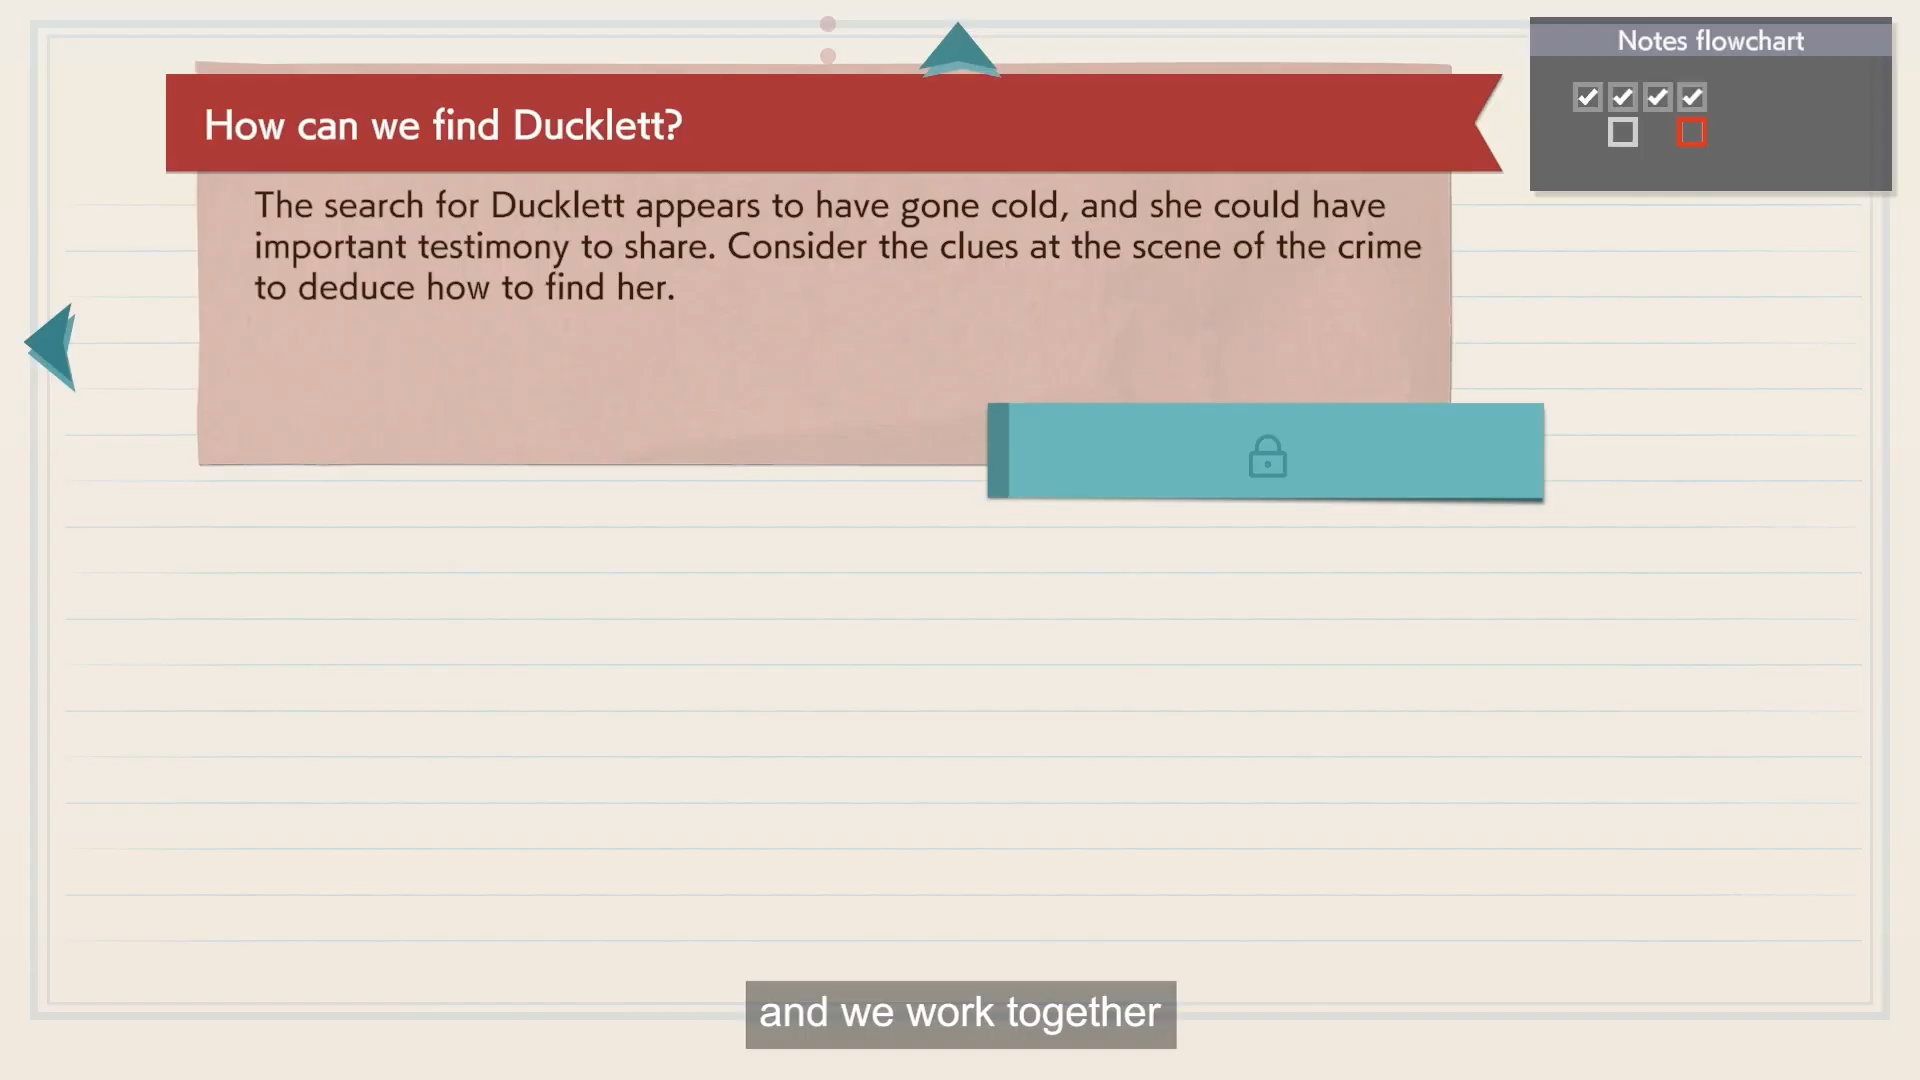 Notes flowchart
How can we find Ducklett?
The search for Ducklett appears to have gone cold, and she could have
important testimony to share. Consider the clues at the scene of the crime
to deduce how to find her.
and we work together